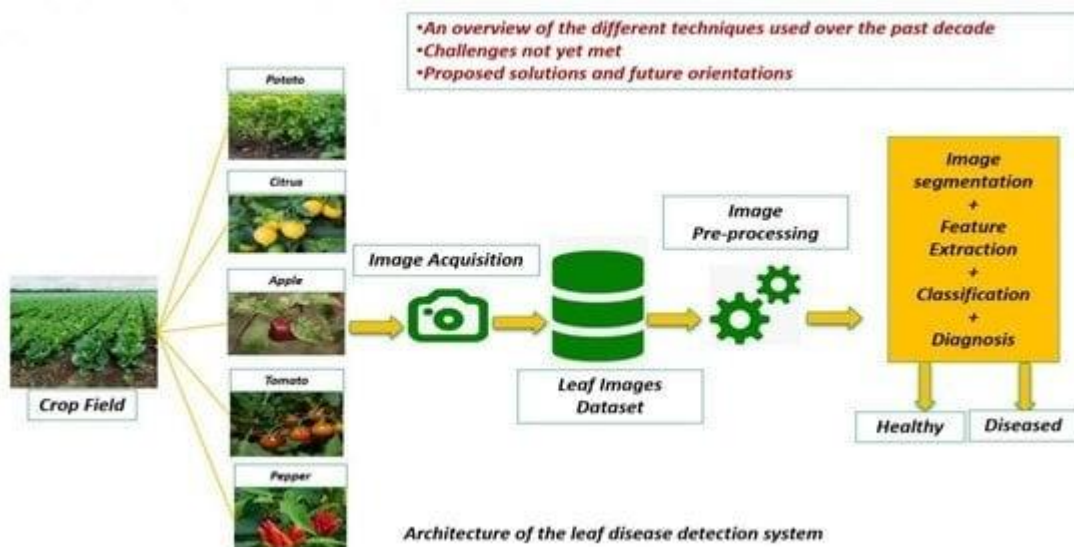 •An overview of the different techniques used over the past decade
•Challenges not yet met
•Proposed solutions and future orientations
Potato
Citrus
Apple
Tomato
Pepper
Crop Field
Image Acquisition
Leaf Images
Dataset
Image
Pre-processing
Image
segmentation
+
Feature
Extraction
+
Classification
+
Diagnosis
Healthy
Diseased
Architecture of the leaf disease detection system